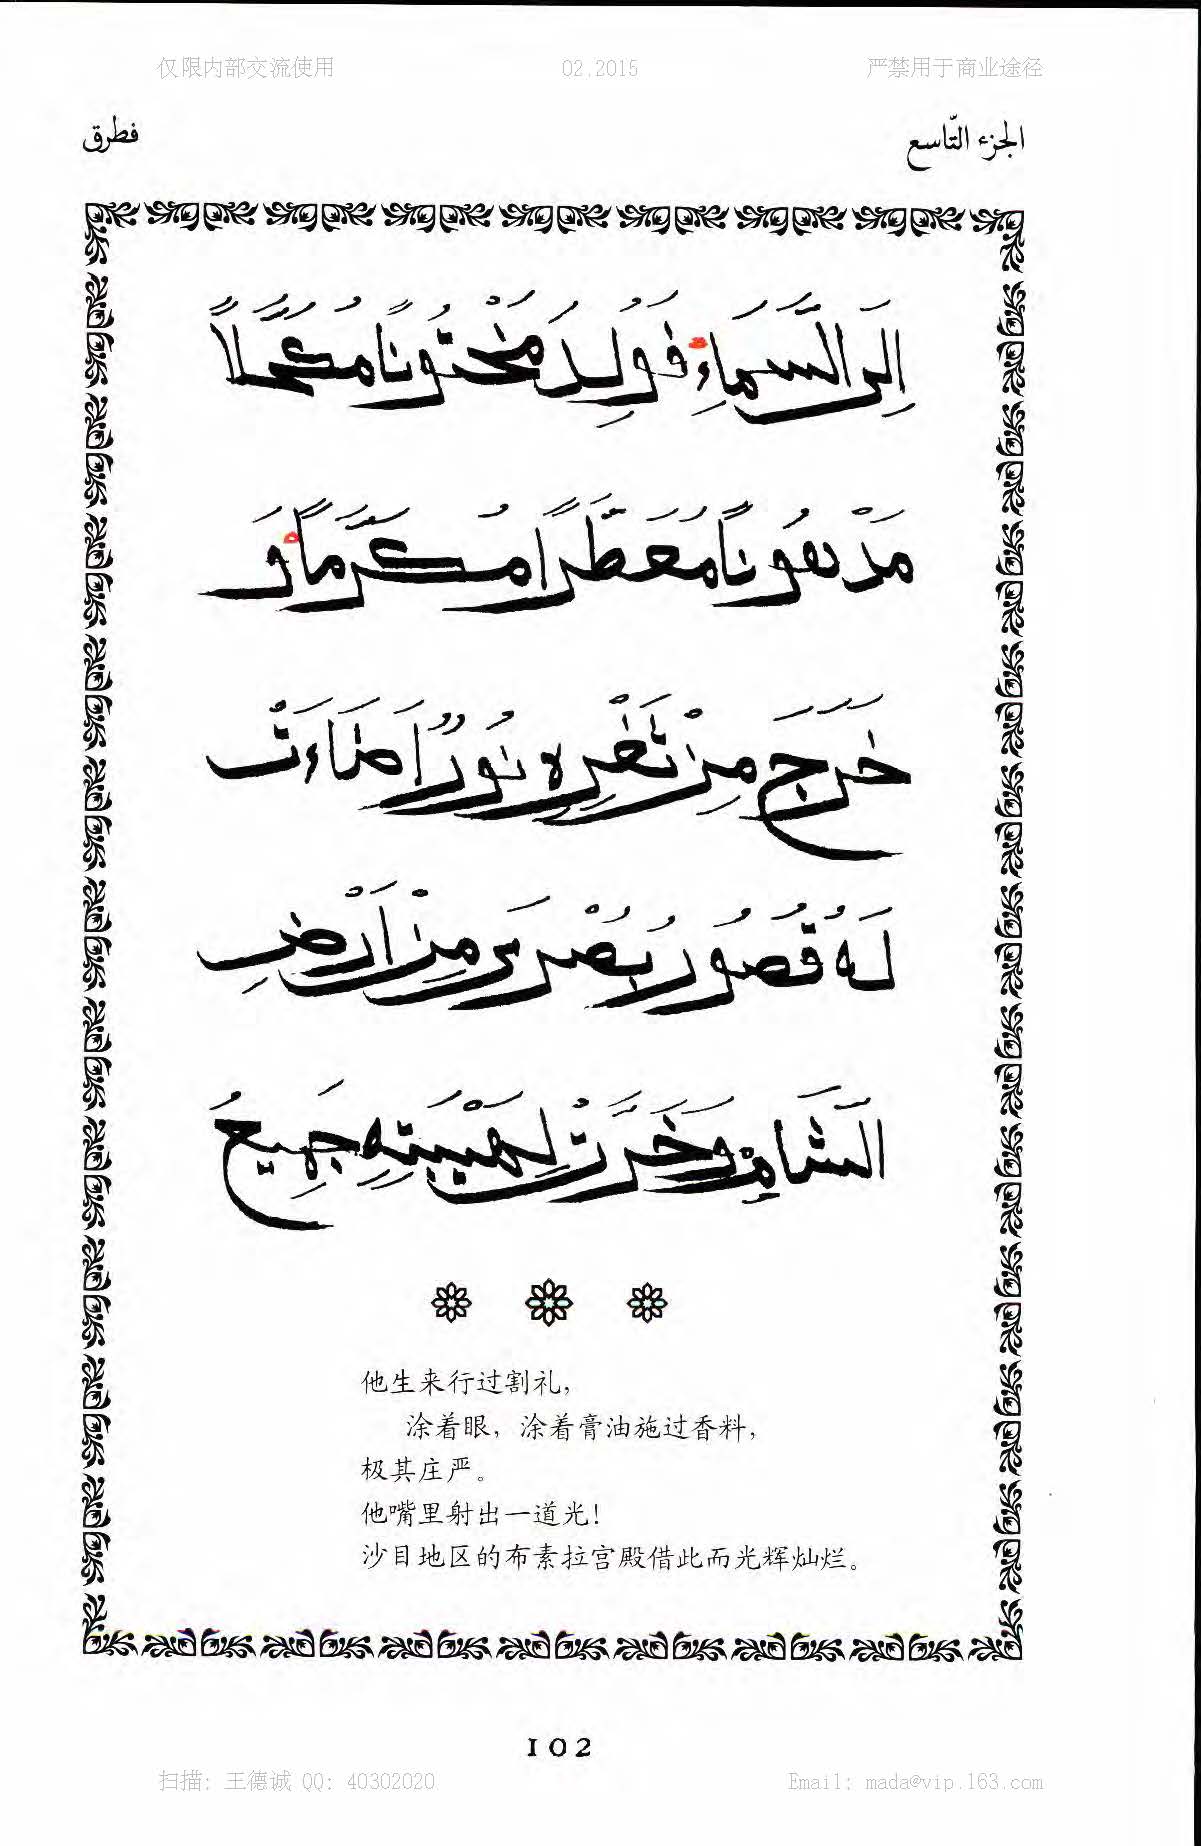 仅限内部交流使用 02.2015 严禁用于商业途径
الجزء التّاسع فطرق
اِلَى السَّمَاءِ فَوُلِدَ مَخْتُونًا مُكَحَّلاً
مَدْهُونًا مُعَطَّرًا مُكَرَّمًا وَ
خَرَجَ مِنْ ثَغْرِهِ نُورٌ اَضَاءَتْ
لَهُ قُصُورُ بُصْرَى مِنْ اَرْضِ
الشَّامِ وَخَرَّتْ لِهَيْبَتِهِ جَمِيعُ
他生来行过割礼，
涂着眼，涂着膏油施过香料，
极其庄严。
他嘴里射出一道光！
沙目地区的布素拉宫殿借此而光辉灿烂。
102
扫描: 王德诚 QQ: 40302020 Email: mada@vip.163.com